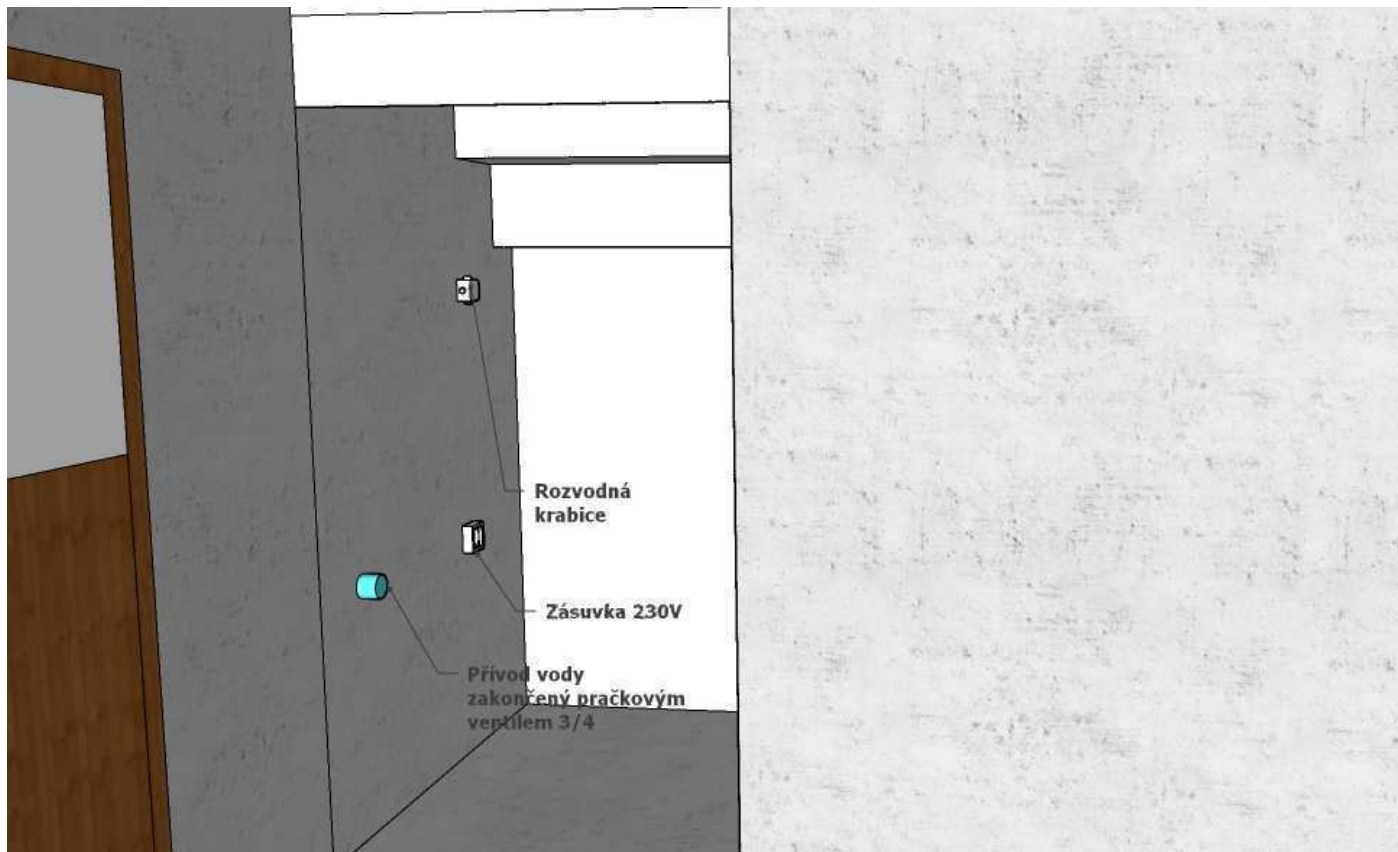 Rozvodná
krabice
Zásuvka 230V
Přívod vody
zakončený pračkovým
ventilem 3/4